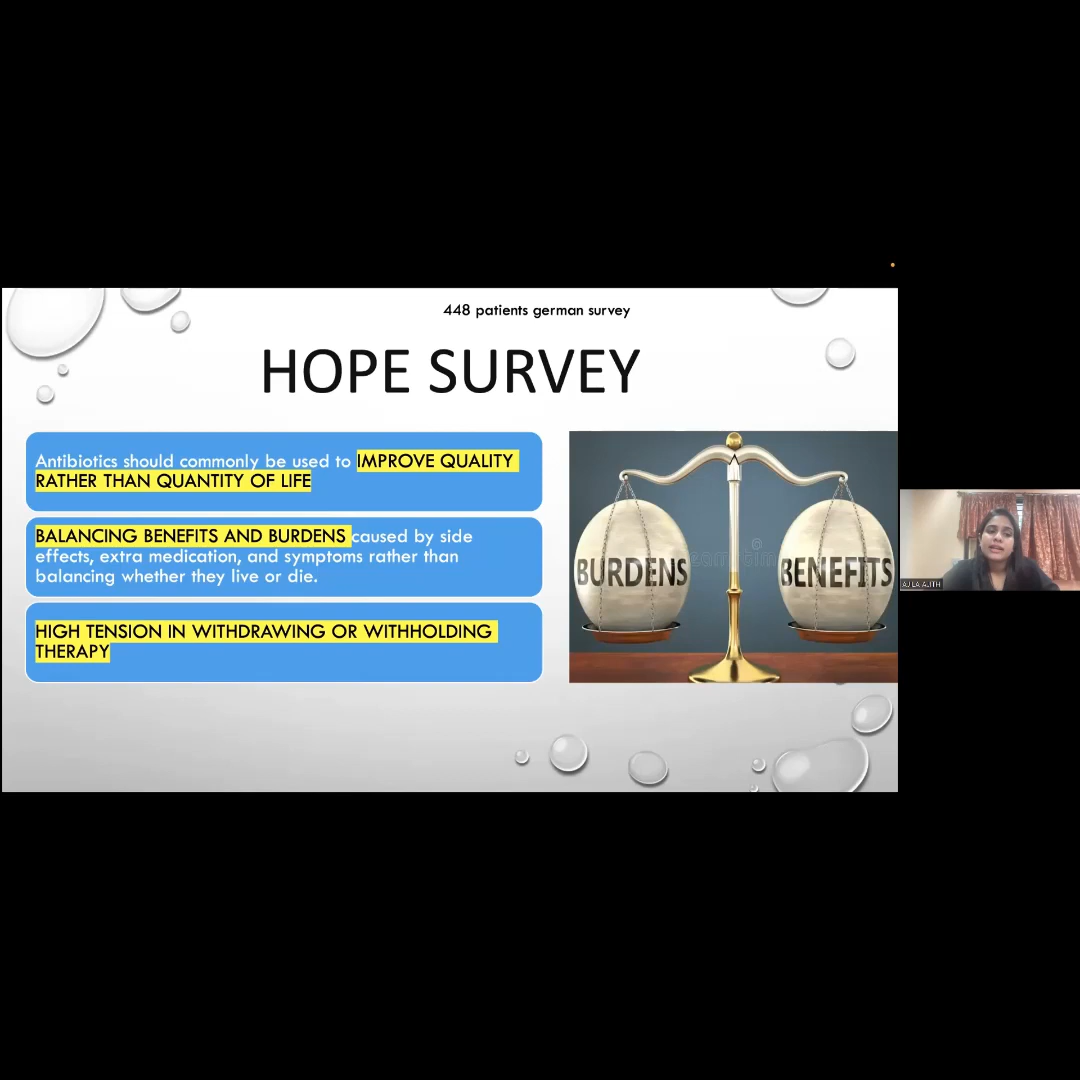 448 patients german survey
HOPE SURVEY
Antibiotics should commonly be used to IMPROVE QUALITY
RATHER THAN QUANTITY OF LIFE
BALANCING BENEFITS AND BURDENS caused by side
effects, extra medication, and symptoms rather than
balancing whether they live or die.
HIGH TENSION IN WITHDRAWING OR WITHHOLDING
THERAPY
BURDENS
BENEFITS